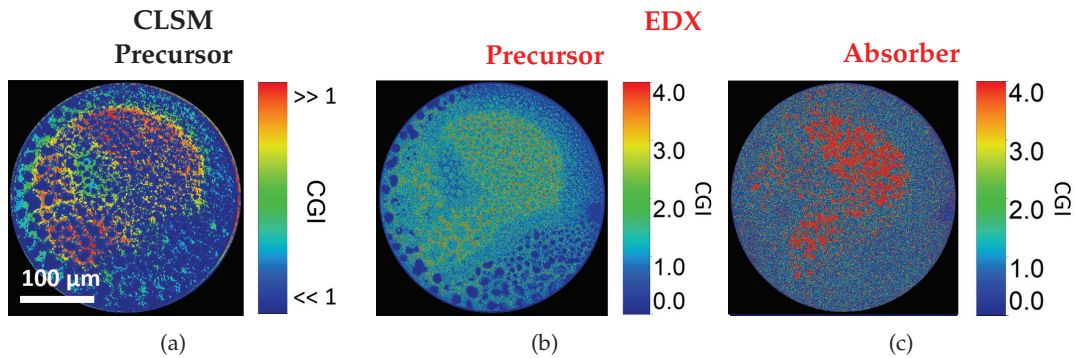 CLSM
Precursor
EDX
Precursor
Absorber
>> 1
CGI
<< 1
100 µm
4.0
3.0
2.0
1.0
0.0
CGI
4.0
3.0
2.0
1.0
0.0
CGI
(a)
(b)
(c)